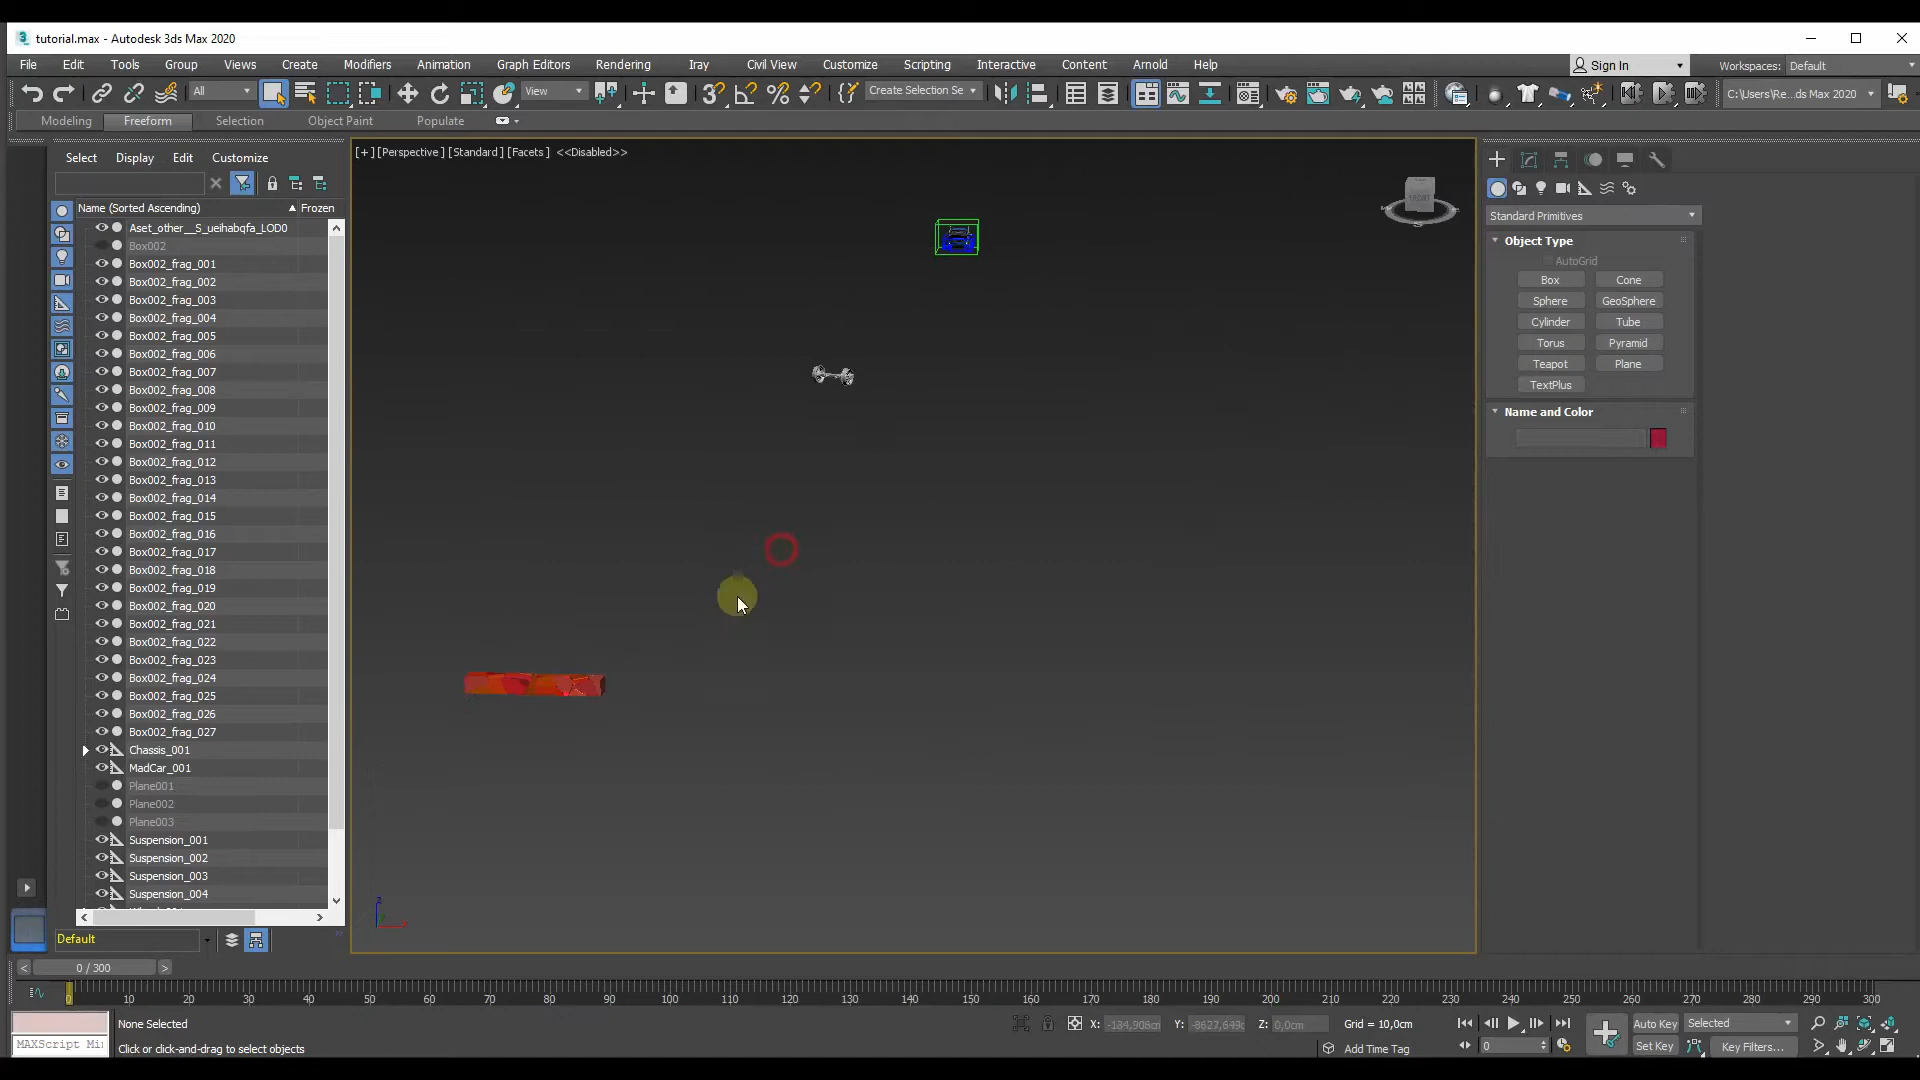 tutorial.max - Autodesk 3ds Max 2020
File Edit Tools Group Views Create Modifiers Animation Graph Editors Rendering Iray Civil View Customize Scripting Interactive Content Arnold Help Sign In Workspaces: Default
All View Create Selection Se C:\Users\Re...ds Max 2020
Modeling Freeform Selection Object Paint Populate
Select Display Edit Customize
[+] [Perspective] [Standard] [Facets] <<Disabled>>
Name (Sorted Ascending) Frozen
Aset_other__S_ueihabqfa_LOD0
Box002
Box002_frag_001
Box002_frag_002
Box002_frag_003
Box002_frag_004
Box002_frag_005
Box002_frag_006
Box002_frag_007
Box002_frag_008
Box002_frag_009
Box002_frag_010
Box002_frag_011
Box002_frag_012
Box002_frag_013
Box002_frag_014
Box002_frag_015
Box002_frag_016
Box002_frag_017
Box002_frag_018
Box002_frag_019
Box002_frag_020
Box002_frag_021
Box002_frag_022
Box002_frag_023
Box002_frag_024
Box002_frag_025
Box002_frag_026
Box002_frag_027
Chassis_001
MadCar_001
Plane001
Plane002
Plane003
Suspension_001
Suspension_002
Suspension_003
Suspension_004
Default
FRONT
Standard Primitives
Object Type
AutoGrid
Box Cone
Sphere GeoSphere
Cylinder Tube
Torus Pyramid
Teapot Plane
TextPlus
Name and Color
z
x
< 0 / 300 >
0 10 20 30 40 50 60 70 80 90 100 110 120 130 140 150 160 170 180 190 200 210 220 230 240 250 260 270 280 290 300
None Selected X: -184,908cm Y: -8627,649c Z: 0,0cm Grid = 10,0cm Auto Key Selected
MAXScript Mi Click or click-and-drag to select objects Add Time Tag 0 Set Key Key Filters...